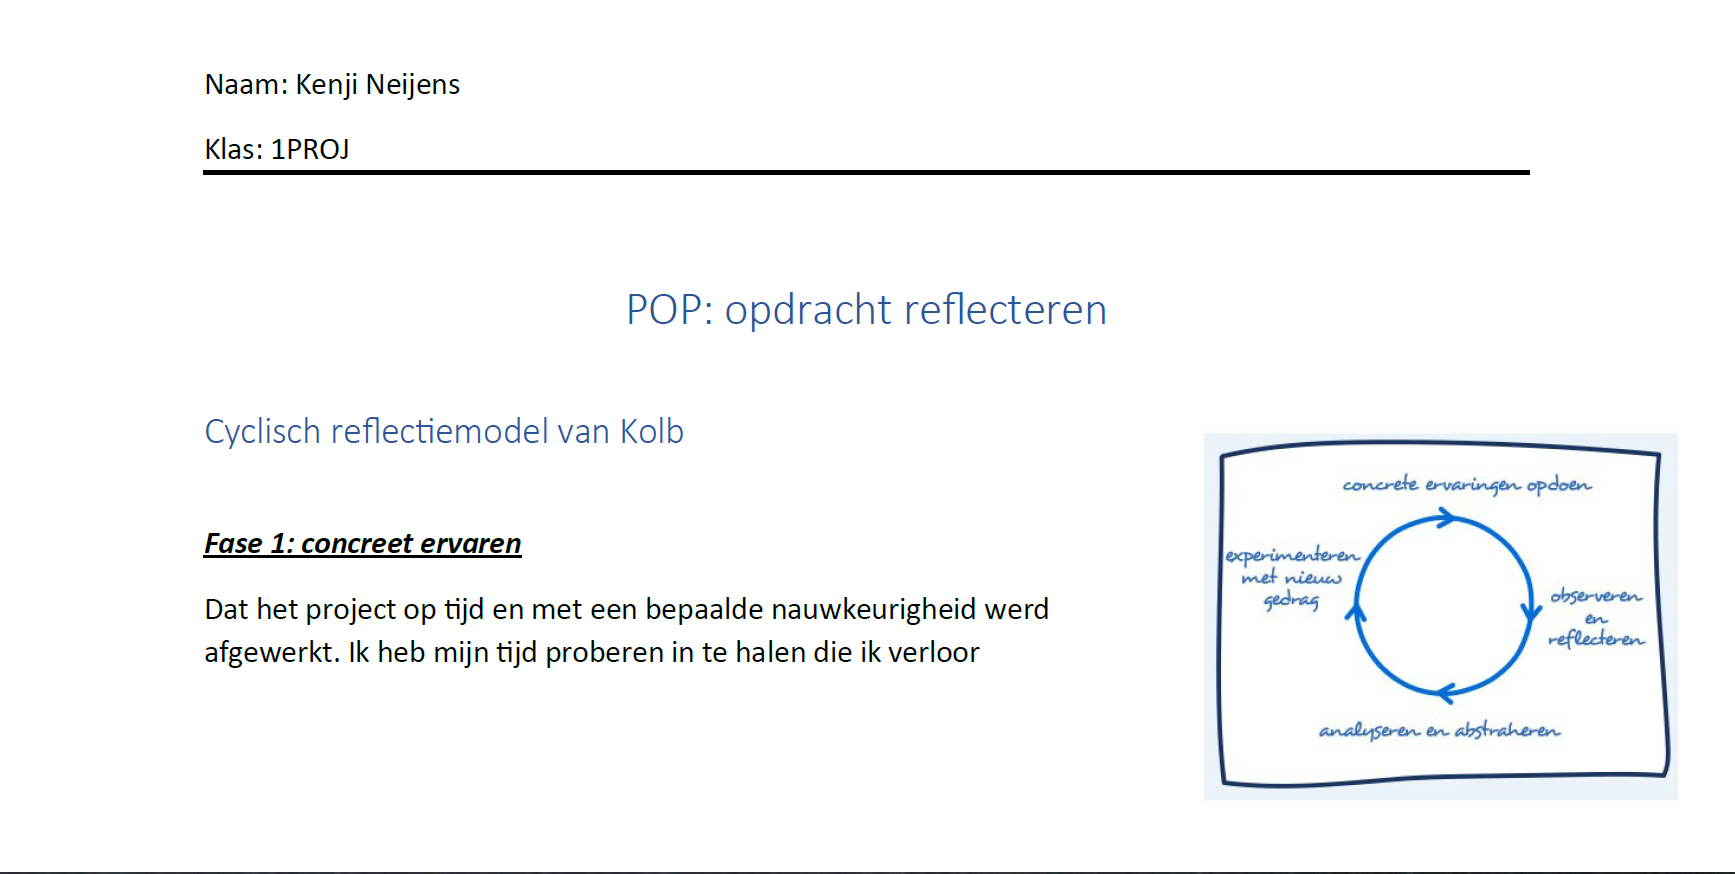 Naam: Kenji Neijens
Klas: 1PROJ
POP: opdracht reflecteren
Cyclisch reflectiemodel van Kolb
Fase 1: concreet ervaren
Dat het project op tijd en met een bepaalde nauwkeurigheid werd
afgewerkt. Ik heb mijn tijd proberen in te halen die ik verloor
concrete ervaringen opdoen
experimenteren
met nieuw
gedrag
observeren
en
reflecteren
analyseren en abstraheren